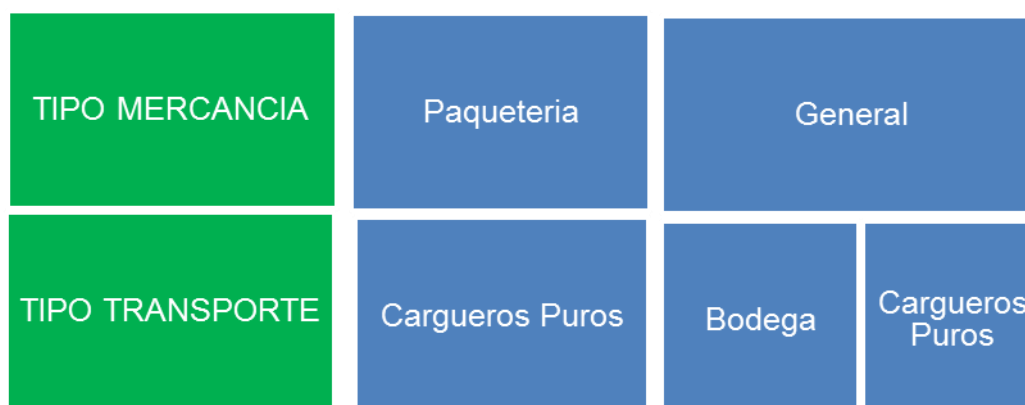 TIPO MERCANCIA
Paqueteria
General
TIPO TRANSPORTE
Cargueros Puros
Bodega
Cargueros
Puros